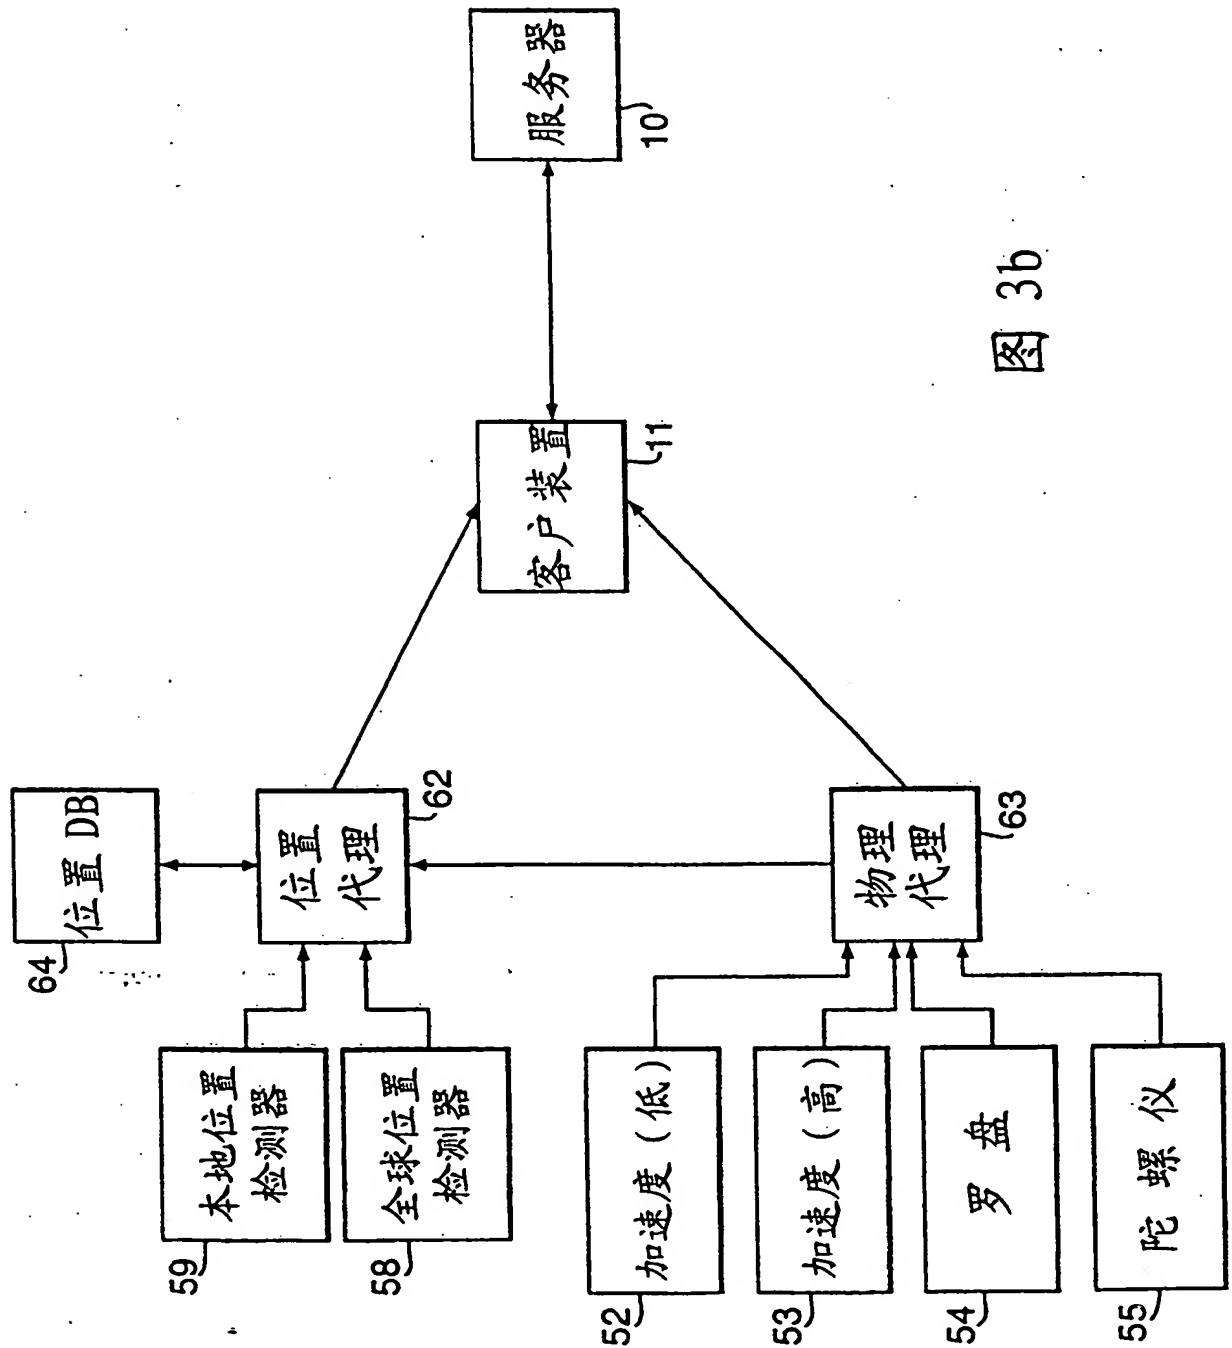 本地位置
检测器
59
全球位置
检测器
58
加速度(低)
52
加速度(高)
53
罗盘
54
陀螺仪
55
位置DB
64
位置
代理
62
物理
代理
63
客户装置
11
服务器
10
图 3b